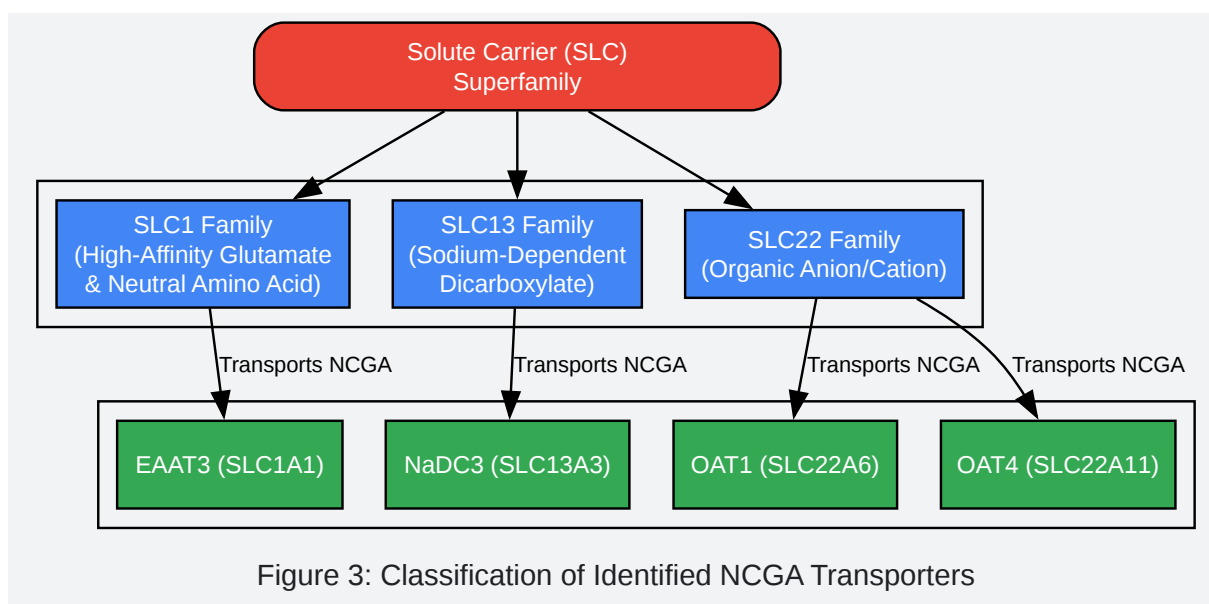 Solute Carrier (SLC)
Superfamily
SLC1 Family
(High-Affinity Glutamate
& Neutral Amino Acid)
SLC13 Family
(Sodium-Dependent
Dicarboxylate)
SLC22 Family
(Organic Anion/Cation)
Transports NCGA
Transports NCGA
Transports NCGA
Transports NCGA
EAAT3 (SLC1A1)
NaDC3 (SLC13A3)
OAT1 (SLC22A6)
OAT4 (SLC22A11)
Figure 3: Classification of Identified NCGA Transporters